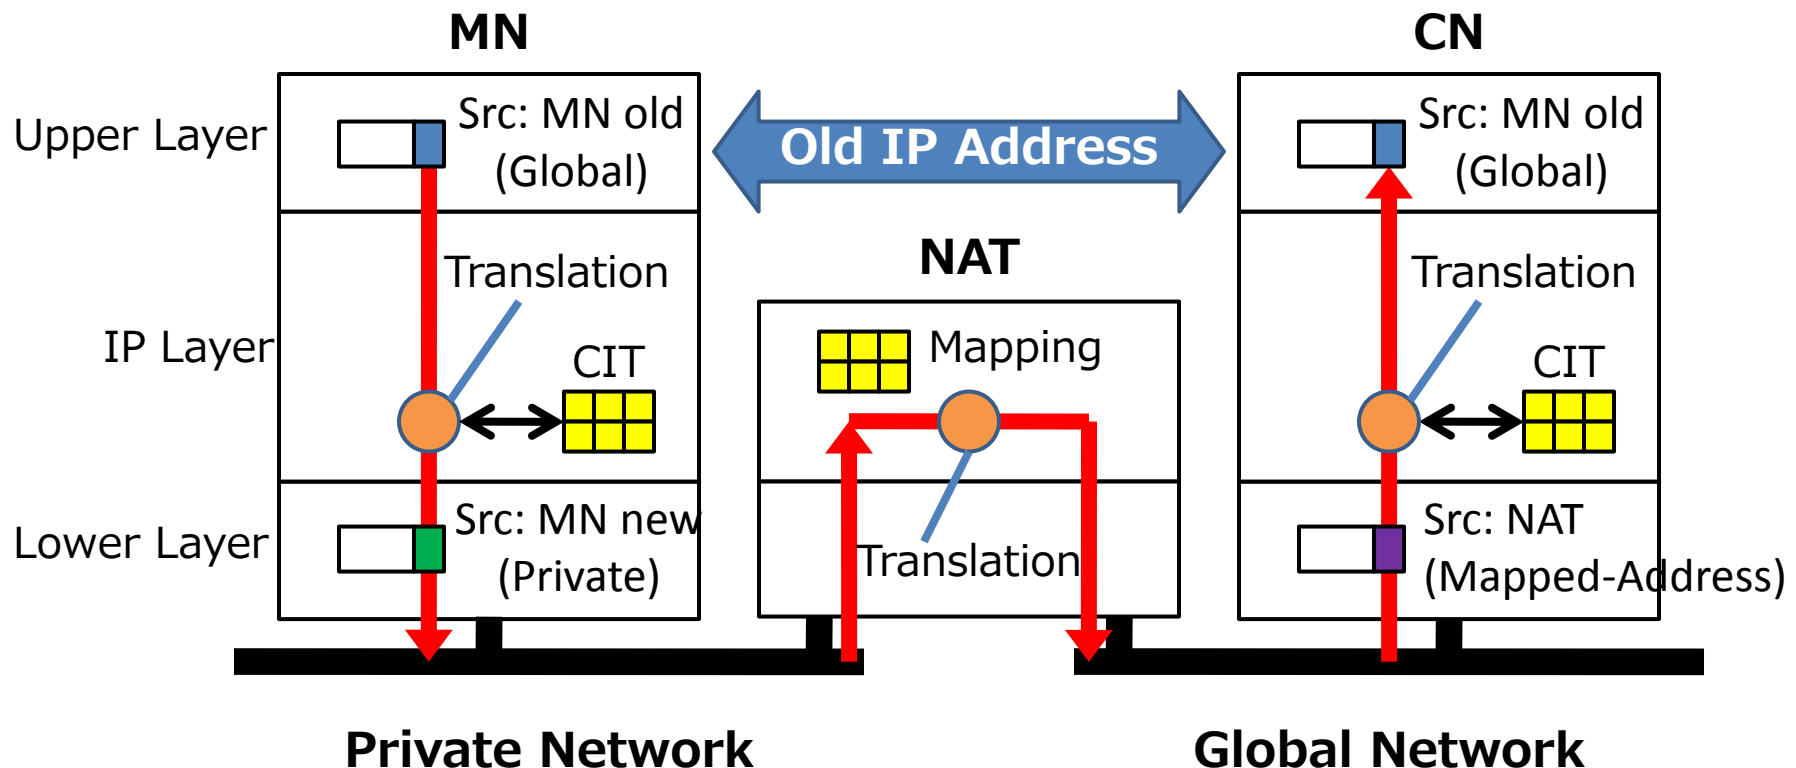 MN
CN
Upper Layer
Src: MN old
(Global)
Old IP Address
Src: MN old
(Global)
NAT
Translation
Translation
IP Layer
CIT
Mapping
CIT
Lower Layer
Src: MN new
(Private)
Translation
Src: NAT
(Mapped-Address)
Private Network
Global Network